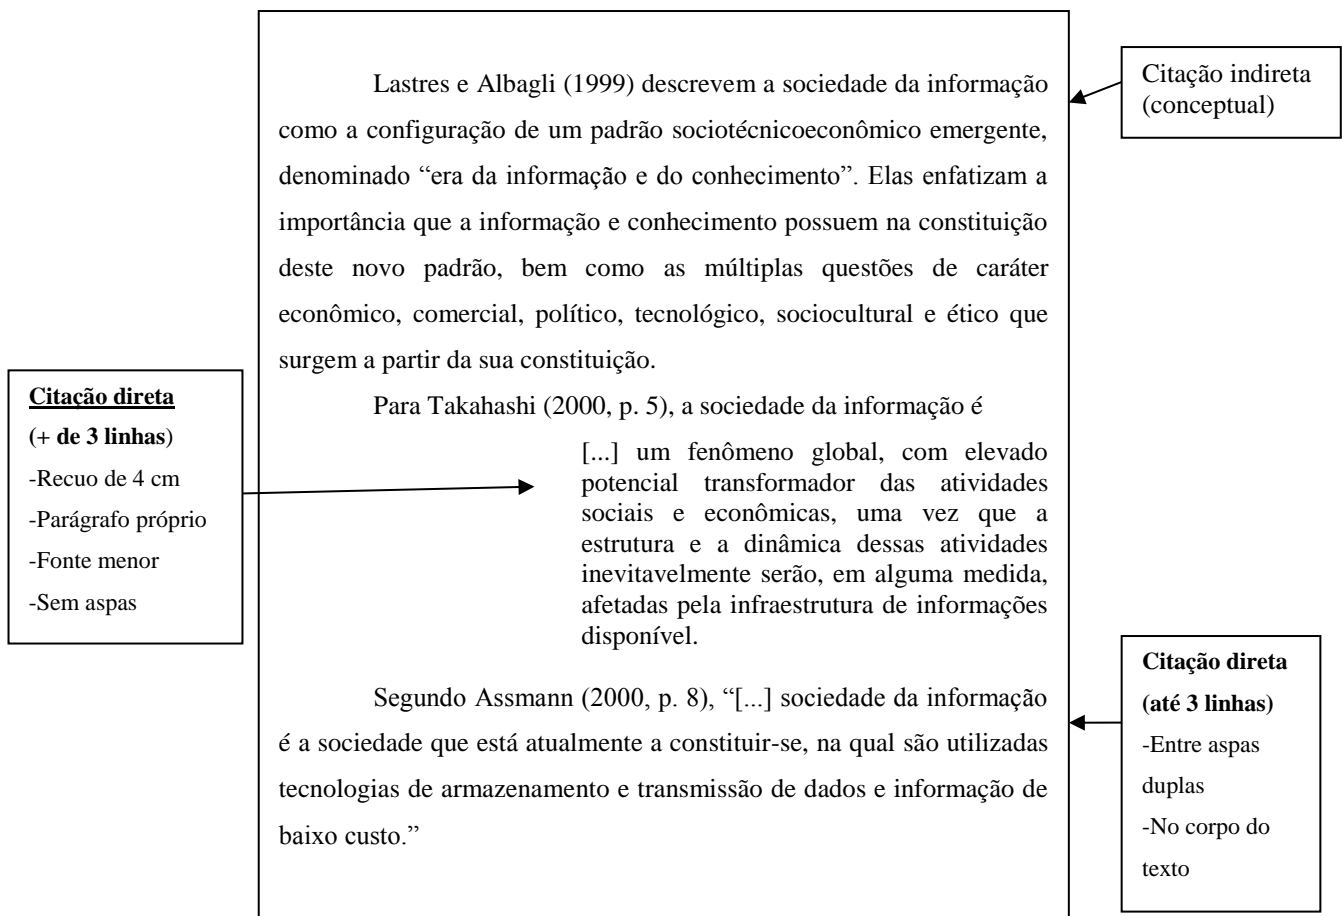 Lastres e Albagli (1999) descrevem a sociedade da informação
como a configuração de um padrão sociotécnicoeconômico emergente,
denominado “era da informação e do conhecimento”. Elas enfatizam a
importância que a informação e conhecimento possuem na constituição
deste novo padrão, bem como as múltiplas questões de caráter
econômico, comercial, político, tecnológico, sociocultural e ético que
surgem a partir da sua constituição.
Citação indireta
(conceptual)
Para Takahashi (2000, p. 5), a sociedade da informação é
[...] um fenômeno global, com elevado
potencial transformador das atividades
sociais e econômicas, uma vez que a
estrutura e a dinâmica dessas atividades
inevitavelmente serão, em alguma medida,
afetadas pela infraestrutura de informações
disponível.
Citação direta
(+ de 3 linhas)
-Recuo de 4 cm
-Parágrafo próprio
-Fonte menor
-Sem aspas
Segundo Assmann (2000, p. 8), “[...] sociedade da informação
é a sociedade que está atualmente a constituir-se, na qual são utilizadas
tecnologias de armazenamento e transmissão de dados e informação de
baixo custo.”
Citação direta
(até 3 linhas)
-Entre aspas
duplas
-No corpo do
texto